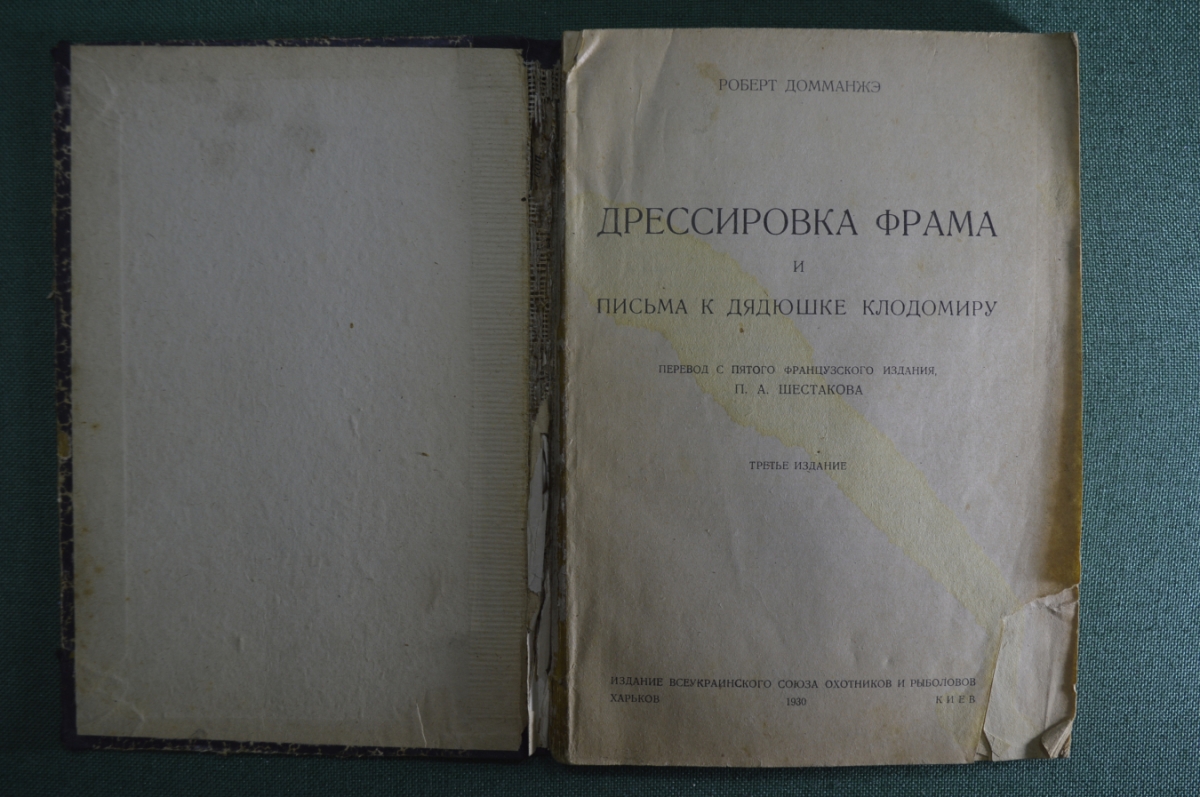 РОБЕРТ ДОММАНЖЭ
ДРЕССИРОВКА ФРАМА
И
ПИСЬМА К ДЯДЮШКЕ КЛОДОМИРУ
ПЕРЕВОД С ПЯТОГО ФРАНЦУЗСКОГО ИЗДАНИЯ,
П. А. ШЕСТАКОВА
ТРЕТЬЕ ИЗДАНИЕ
ИЗДАНИЕ ВСЕУКРАИНСКОГО СОЮЗА ОХОТНИКОВ И РЫБОЛОВОВ
ХАРЬКОВ 1930 КИЕВ